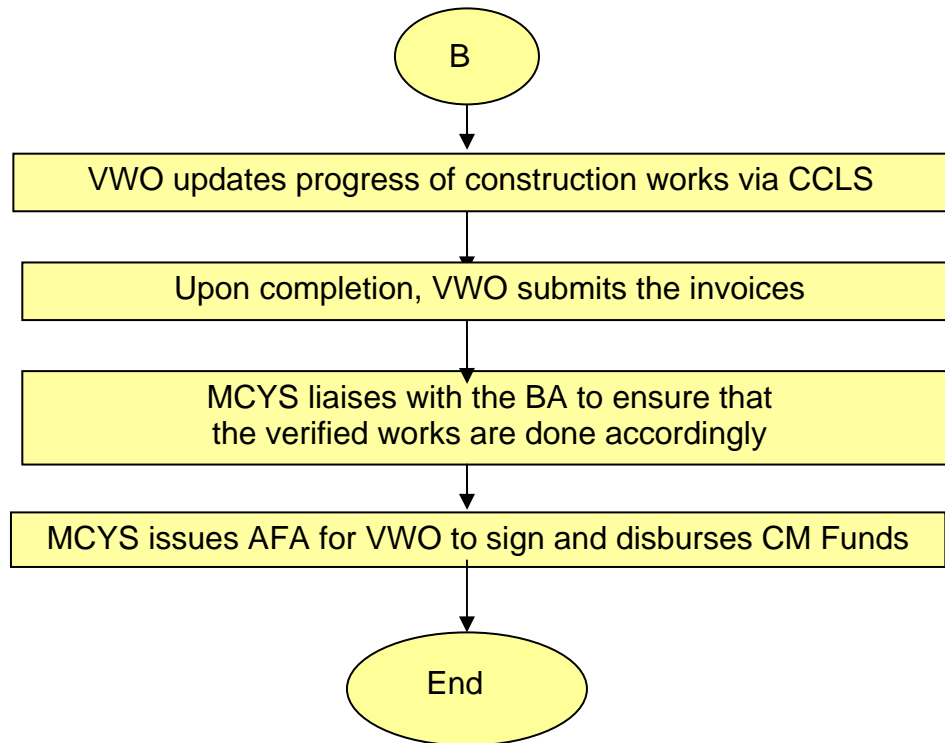 B
VWO updates progress of construction works via CCLS
Upon completion, VWO submits the invoices
MCYS liaises with the BA to ensure that
the verified works are done accordingly
MCYS issues AFA for VWO to sign and disburses CM Funds
End